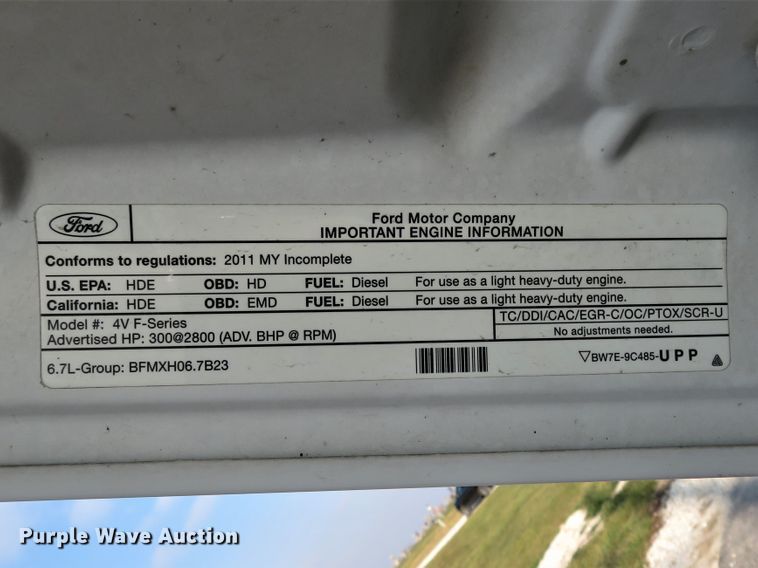 Ford
Ford Motor Company
IMPORTANT ENGINE INFORMATION
Conforms to regulations: 2011 MY Incomplete
U.S. EPA: HDE OBD: HD FUEL: Diesel For use as a light heavy-duty engine.
California: HDE OBD: EMD FUEL: Diesel For use as a light heavy-duty engine.
Model #: 4V F-Series
Advertised HP: 300@2800 (ADV. BHP @ RPM)
TC/DDI/CAC/EGR-C/OC/PTOX/SCR-U
No adjustments needed.
6.7L-Group: BFMXH06.7B23
BW7E-9C485-UPP
Purple Wave Auction